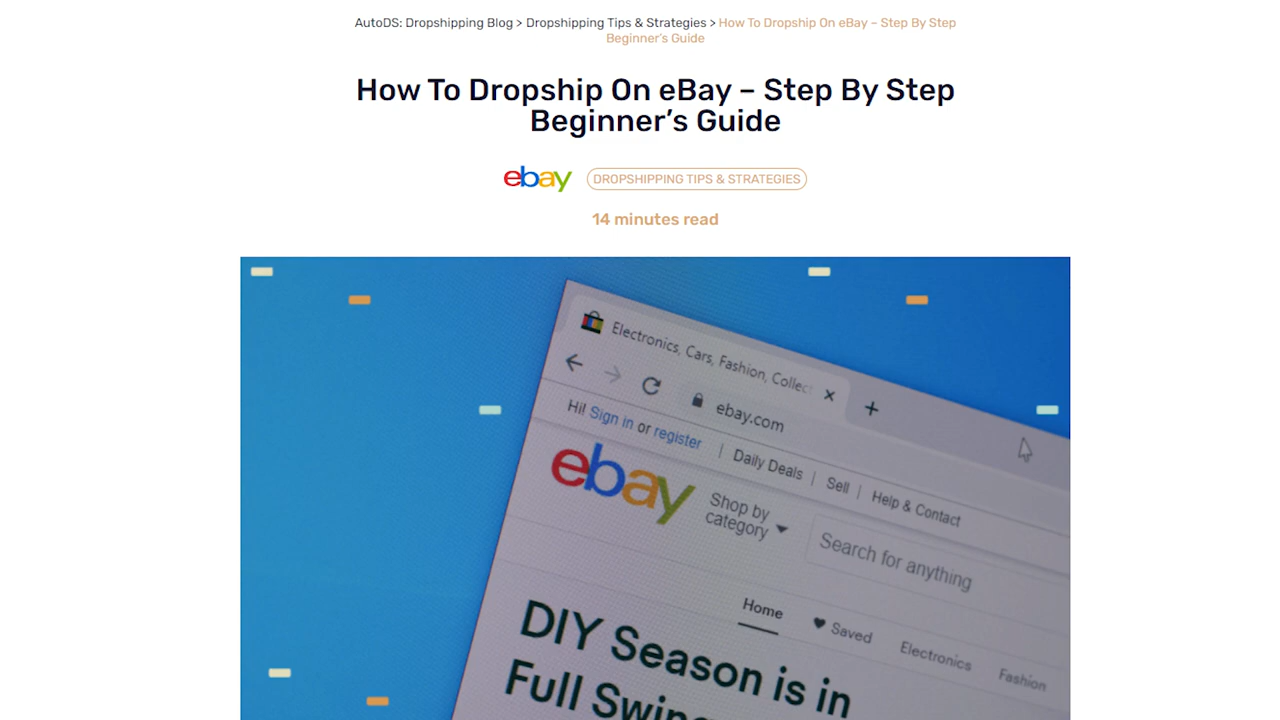 AutoDS: Dropshipping Blog > Dropshipping Tips & Strategies > How To Dropship On eBay – Step By Step
Beginner's Guide
How To Dropship On eBay – Step By Step
Beginner's Guide
ebay DROPSHIPPING TIPS & STRATEGIES
14 minutes read
Electronics, Cars, Fashion, Collec
ebay.com
Hi! Sign in or register | Daily Deals | Sell | Help & Contact
ebay
Shop by
category
Search for anything
Home Saved Electronics Fashion
DIY Season is in
Full Swing